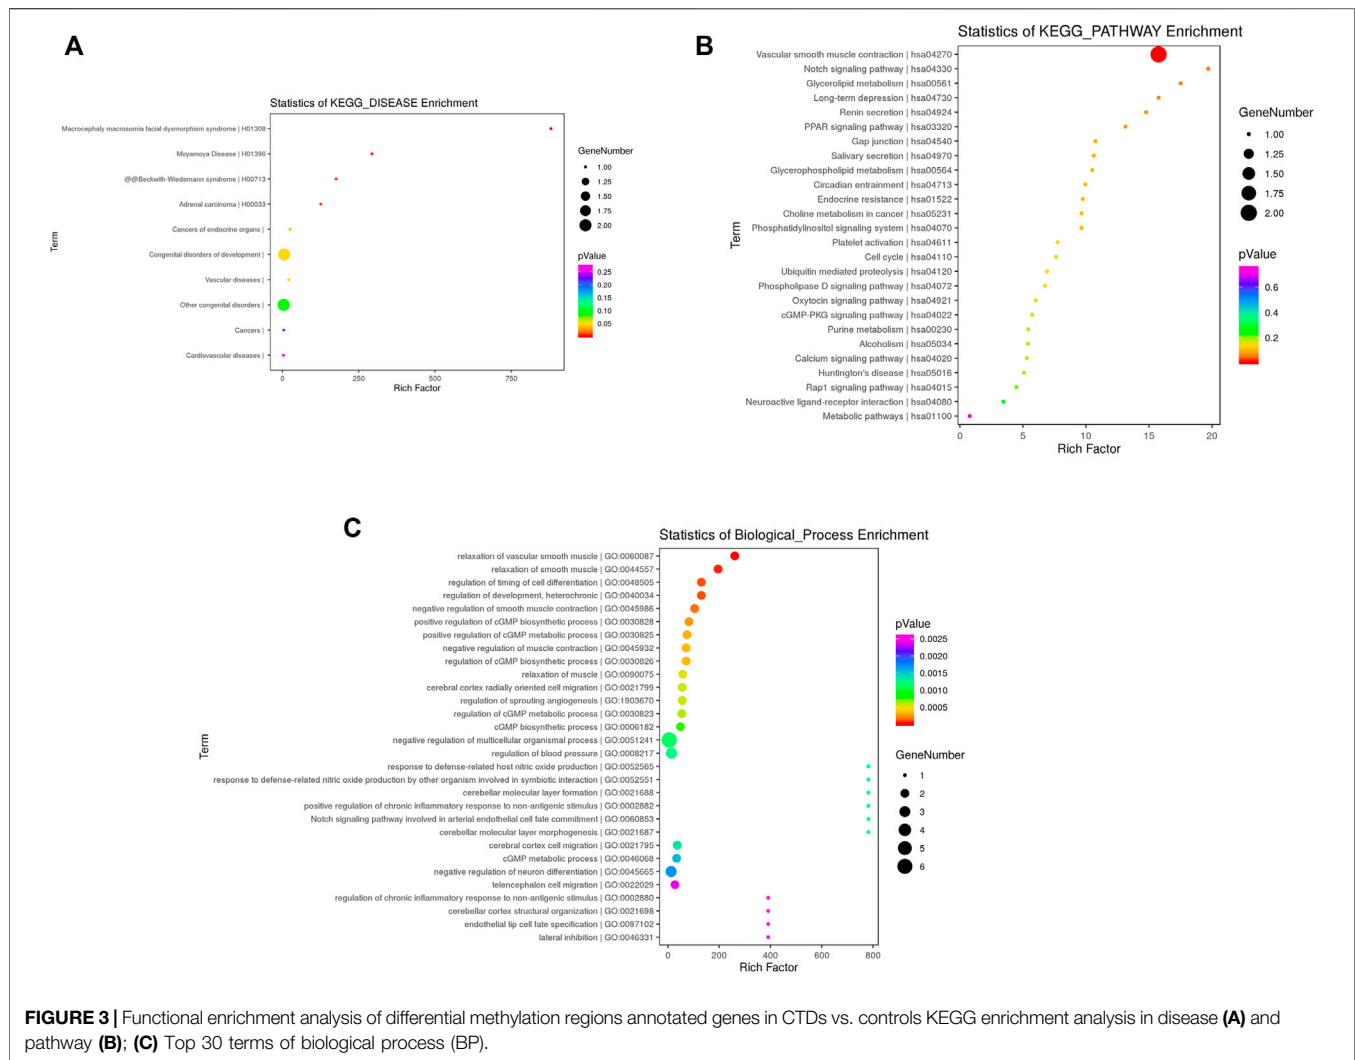 A
Statistics of KEGG_DISEASE Enrichment
Macrocephaly macrosomia facial dysmorphism syndrome | H01308
Moyamoya Disease | H01396
@@Beckwith-Wiedemann syndrome | H00713
Adrenal carcinoma | H00033
Cancers of endocrine organs |
Congenital disorders of development |
Vascular diseases |
Other congenital disorders |
Cancers |
Cardiovascular diseases |
Term
0 250 500 750
Rich Factor
GeneNumber
1.00
1.25
1.50
1.75
2.00
pValue
0.25
0.20
0.15
0.10
0.05
B
Statistics of KEGG_PATHWAY Enrichment
Vascular smooth muscle contraction | hsa04270
Notch signaling pathway | hsa04330
Glycerolipid metabolism | hsa00561
Long-term depression | hsa04730
Renin secretion | hsa04924
PPAR signaling pathway | hsa03320
Gap junction | hsa04540
Salivary secretion | hsa04970
Glycerophospholipid metabolism | hsa00564
Circadian entrainment | hsa04713
Endocrine resistance | hsa01522
Choline metabolism in cancer | hsa05231
Phosphatidylinositol signaling system | hsa04070
Platelet activation | hsa04611
Cell cycle | hsa04110
Ubiquitin mediated proteolysis | hsa04120
Phospholipase D signaling pathway | hsa04072
Oxytocin signaling pathway | hsa04921
cGMP-PKG signaling pathway | hsa04022
Purine metabolism | hsa00230
Alcoholism | hsa05034
Calcium signaling pathway | hsa04020
Huntington's disease | hsa05016
Rap1 signaling pathway | hsa04015
Neuroactive ligand-receptor interaction | hsa04080
Metabolic pathways | hsa01100
Term
0 5 10 15 20
Rich Factor
GeneNumber
1.00
1.25
1.50
1.75
2.00
pValue
0.6
0.4
0.2
C
Statistics of Biological_Process Enrichment
relaxation of vascular smooth muscle | GO:0060087
relaxation of smooth muscle | GO:0044557
regulation of timing of cell differentiation | GO:0048505
regulation of development, heterochronic | GO:0040034
negative regulation of smooth muscle contraction | GO:0045986
positive regulation of cGMP biosynthetic process | GO:0030828
positive regulation of cGMP metabolic process | GO:0030825
negative regulation of muscle contraction | GO:0045932
regulation of cGMP biosynthetic process | GO:0030826
relaxation of muscle | GO:0090075
cerebral cortex radially oriented cell migration | GO:0021799
regulation of sprouting angiogenesis | GO:1903670
regulation of cGMP metabolic process | GO:0030823
cGMP biosynthetic process | GO:0006182
negative regulation of multicellular organismal process | GO:0051241
regulation of blood pressure | GO:0008217
response to defense-related host nitric oxide production | GO:0052565
response to defense-related nitric oxide production by other organism involved in symbiotic interaction | GO:0052551
cerebellar molecular layer formation | GO:0021688
positive regulation of chronic inflammatory response to non-antigenic stimulus | GO:0002882
Notch signaling pathway involved in arterial endothelial cell fate commitment | GO:0060853
cerebellar molecular layer morphogenesis | GO:0021687
cerebral cortex cell migration | GO:0021795
cGMP metabolic process | GO:0046068
negative regulation of neuron differentiation | GO:0045665
telencephalon cell migration | GO:0022029
regulation of chronic inflammatory response to non-antigenic stimulus | GO:0002880
cerebellar cortex structural organization | GO:0021698
endothelial tip cell fate specification | GO:0097102
lateral inhibition | GO:0046331
Term
0 200 400 600 800
Rich Factor
pValue
0.0025
0.0020
0.0015
0.0010
0.0005
GeneNumber
1
2
3
4
5
6
FIGURE 3 | Functional enrichment analysis of differential methylation regions annotated genes in CTDs vs. controls KEGG enrichment analysis in disease (A) and
pathway (B); (C) Top 30 terms of biological process (BP).